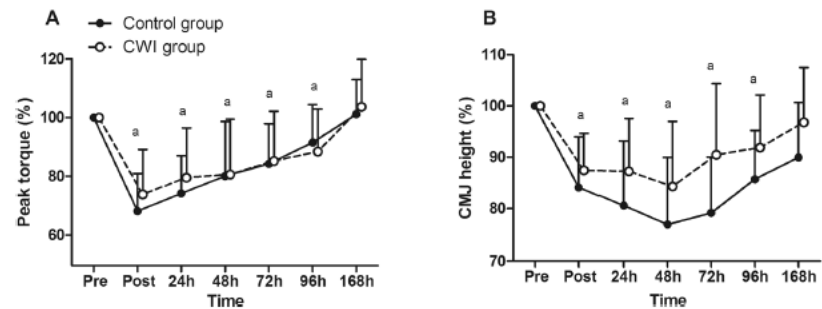 A
Control group
CWI group
Peak torque (%)
120
100
80
60
a a a a a
Pre Post 24h 48h 72h 96h 168h
Time
B
CMJ height (%)
110
100
90
80
70
a a a a a
Pre Post 24h 48h 72h 96h 168h
Time